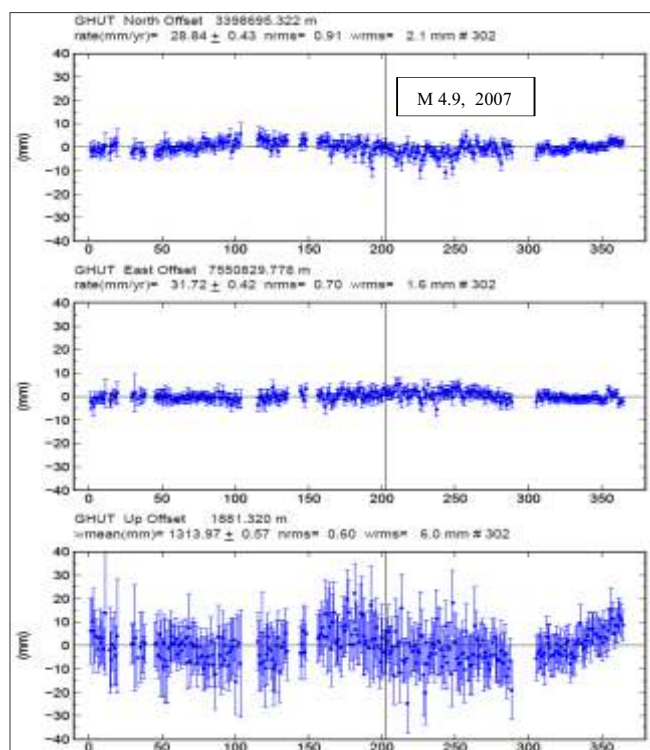 GHUT North Offset 3398695.322 m
rate(mm/yr)= 28.84 ± 0.43 nrms= 0.91 wrms= 2.1 mm # 302
40
30
20
10
0
−10
−20
−30
−40
(mm)
M 4.9, 2007
0 50 100 150 200 250 300 350
GHUT East Offset 7550829.778 m
rate(mm/yr)= 31.72 ± 0.42 nrms= 0.70 wrms= 1.6 mm # 302
40
30
20
10
0
−10
−20
−30
−40
(mm)
0 50 100 150 200 250 300 350
GHUT Up Offset 1881.320 m
wmean(mm)= 1313.97 ± 0.57 nrms= 0.60 wrms= 6.0 mm # 302
40
30
20
10
0
−10
−20
−30
−40
(mm)
0 50 100 150 200 250 300 350